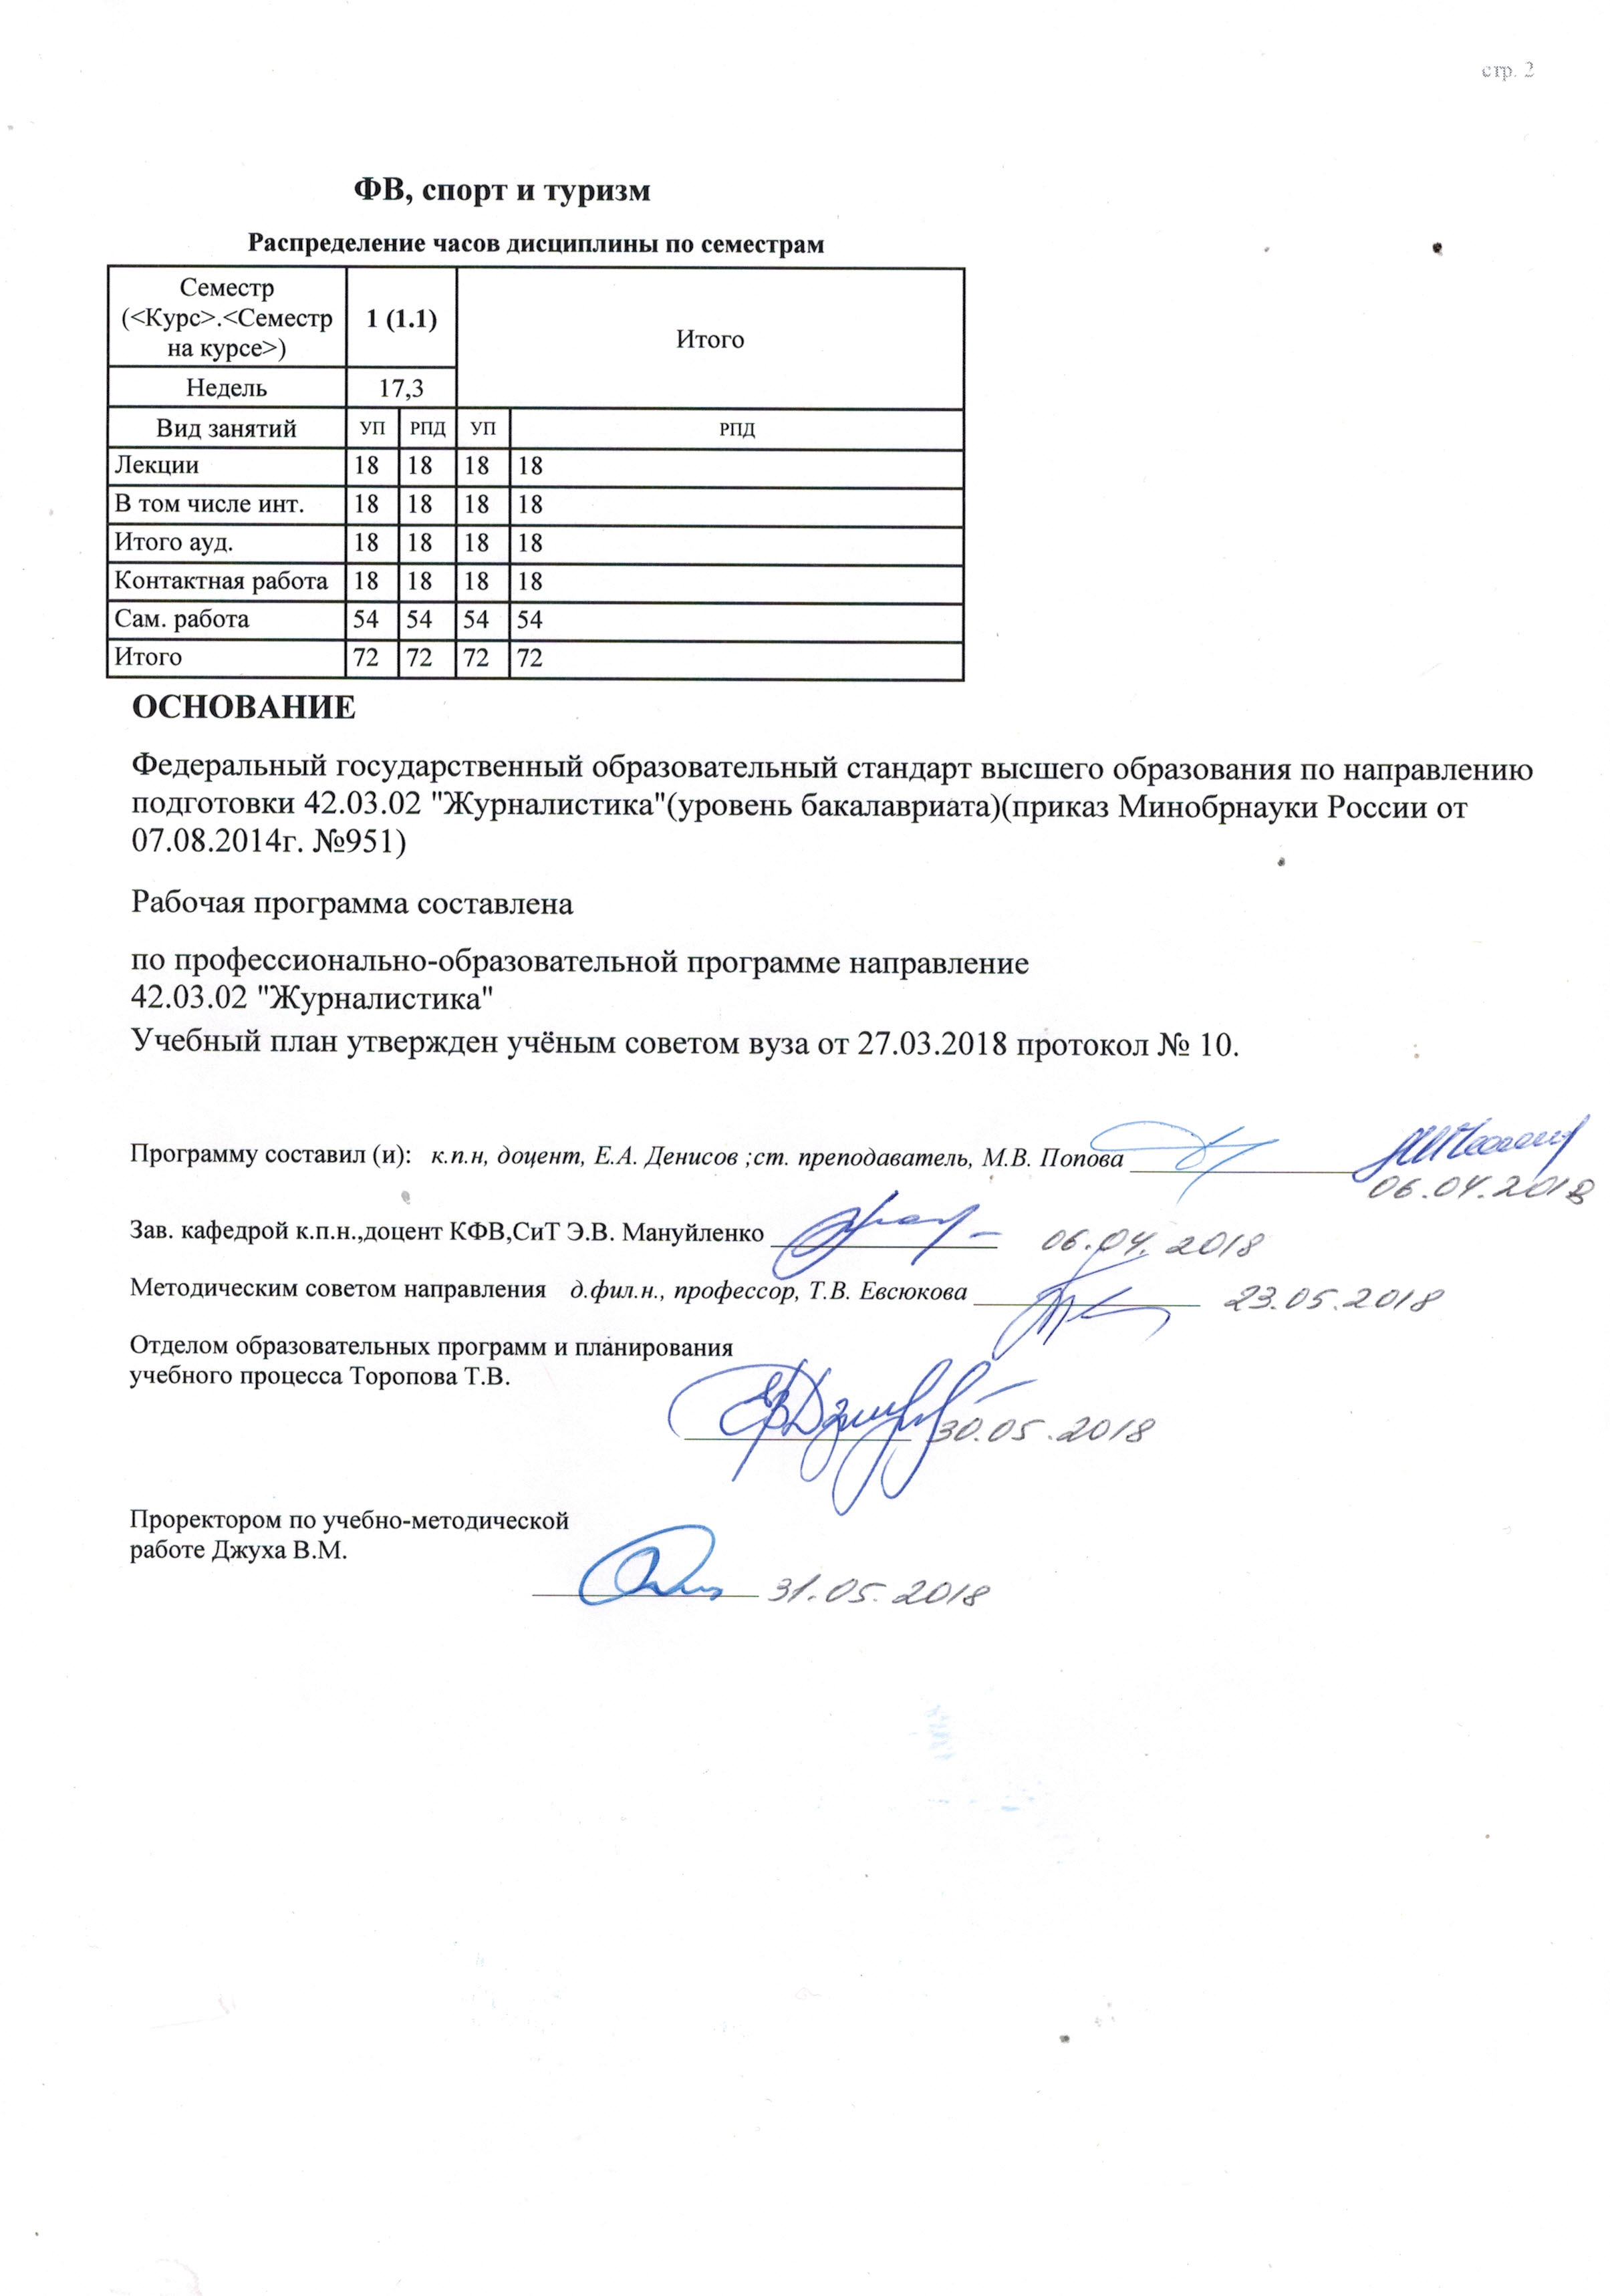 стр. 2
ФВ, спорт и туризм
Распределение часов дисциплины по семестрам
Семестр
(<Курс>.<Семестр
на курсе>)
1 (1.1)
Итого
Недель 17,3
Вид занятий УП РПД УП РПД
Лекции 18 18 18 18
В том числе инт. 18 18 18 18
Итого ауд. 18 18 18 18
Контактная работа 18 18 18 18
Сам. работа 54 54 54 54
Итого 72 72 72 72
ОСНОВАНИЕ
Федеральный государственный образовательный стандарт высшего образования по направлению
подготовки 42.03.02 "Журналистика"(уровень бакалавриата)(приказ Минобрнауки России от
07.08.2014г. №951)
Рабочая программа составлена
по профессионально-образовательной программе направление
42.03.02 "Журналистика"
Учебный план утвержден учёным советом вуза от 27.03.2018 протокол № 10.
Программу составил (и): к.п.н, доцент, Е.А. Денисов ;ст. преподаватель, М.В. Попова
06.04.2018
Зав. кафедрой к.п.н.,доцент КФВ,СиТ Э.В. Мануйленко 06.04.2018
Методическим советом направления д.фил.н., профессор, Т.В. Евсюкова 23.05.2018
Отделом образовательных программ и планирования
учебного процесса Торопова Т.В.
30.05.2018
Проректором по учебно-методической
работе Джуха В.М.
31.05.2018